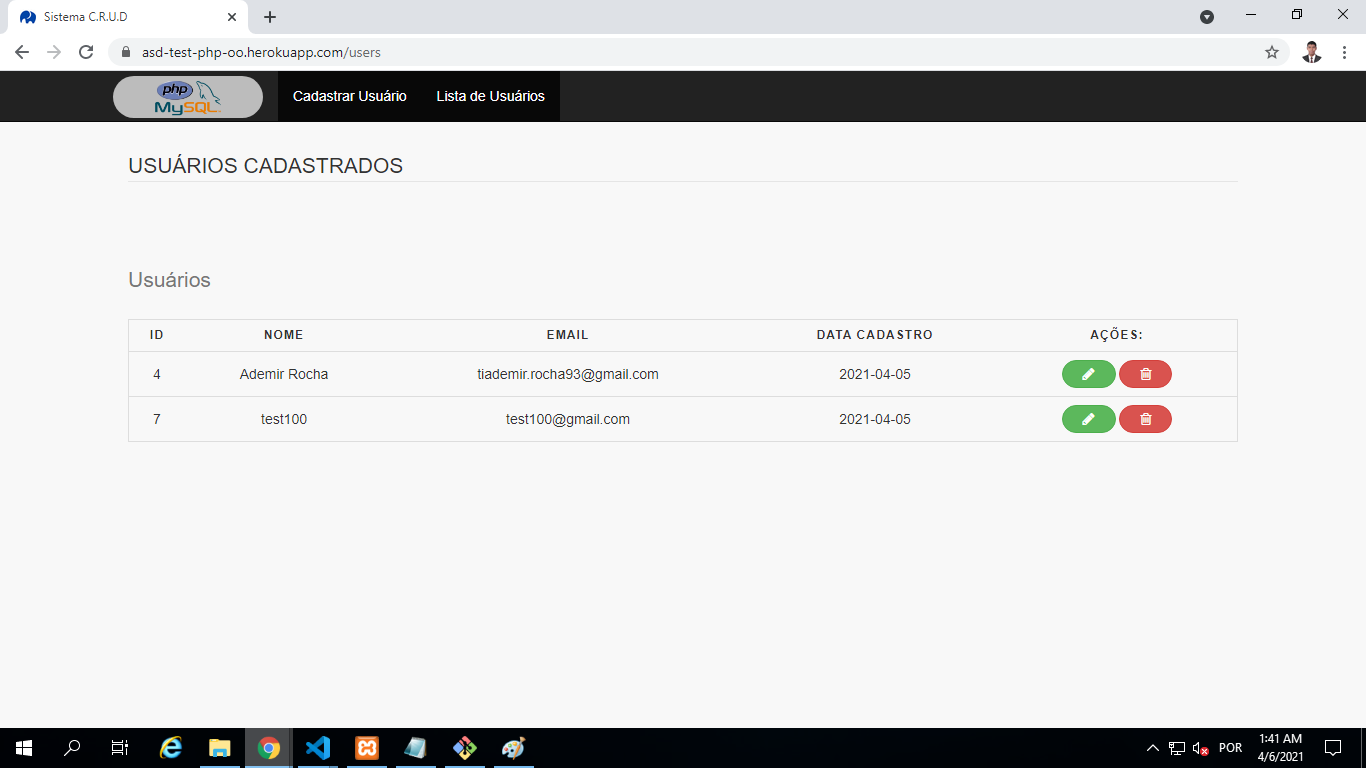 Sistema C.R.U.D
asd-test-php-oo.herokuapp.com/users
php
MySQL
Cadastrar Usuário
Lista de Usuários
USUÁRIOS CADASTRADOS
Usuários
ID NOME EMAIL DATA CADASTRO AÇÕES:
4 Ademir Rocha tiademir.rocha93@gmail.com 2021-04-05
7 test100 test100@gmail.com 2021-04-05
POR
1:41 AM
4/6/2021